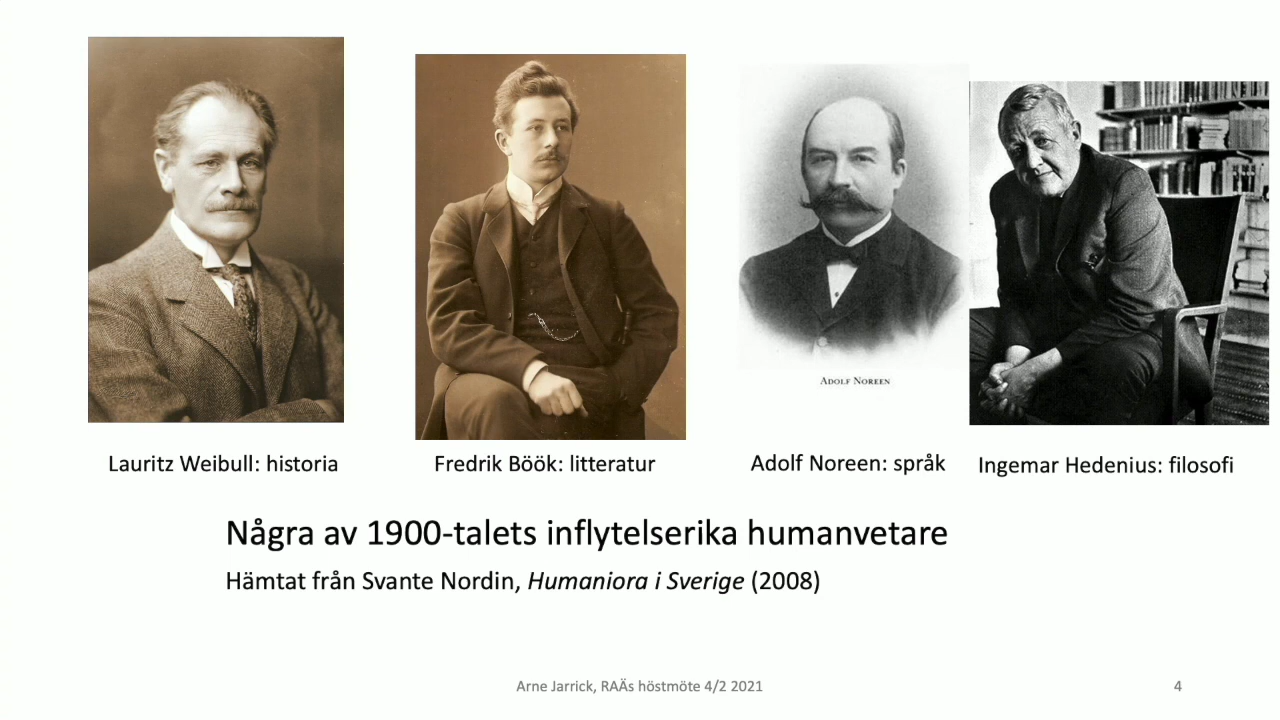 ADOLF NOREEN
Lauritz Weibull: historia
Fredrik Böök: litteratur
Adolf Noreen: språk
Ingemar Hedenius: filosofi
Några av 1900-talets inflytelserika humanvetare
Hämtat från Svante Nordin, Humaniora i Sverige (2008)
Arne Jarrick, RAÄs höstmöte 4/2 2021
4